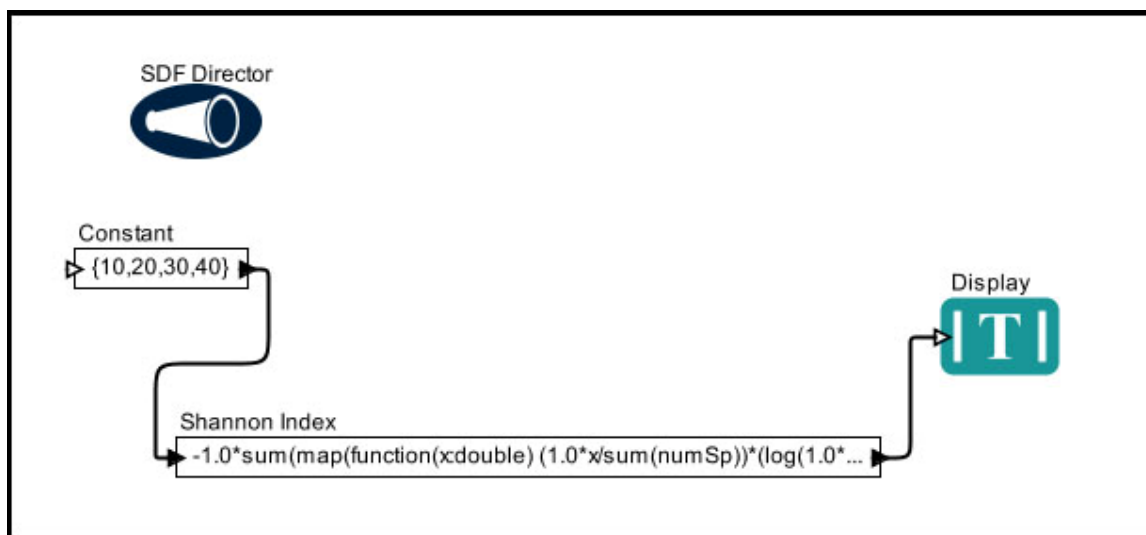 SDF Director
Constant
{10,20,30,40}
Display
T
Shannon Index
-1.0*sum(map(function(x:double) (1.0*x/sum(numSp))*(log(1.0*...